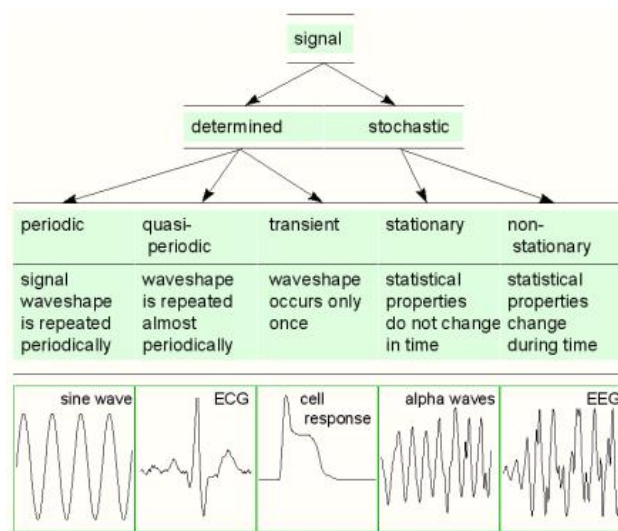 signal
determined
stochastic
periodic
quasi-
periodic
transient
stationary
non-
stationary
signal
waveshape
is repeated
periodically
waveshape
is repeated
almost
periodically
waveshape
occurs only
once
statistical
properties
do not change
in time
statistical
properties
change
during time
sine wave
ECG
cell
response
alpha waves
EEG